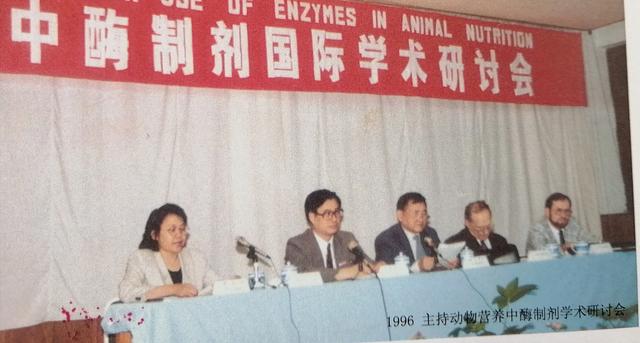 USE OF ENZYMES IN ANIMAL NUTRITION
中酶制剂国际学术研讨会
1996 主持动物营养中酶制剂学术研讨会